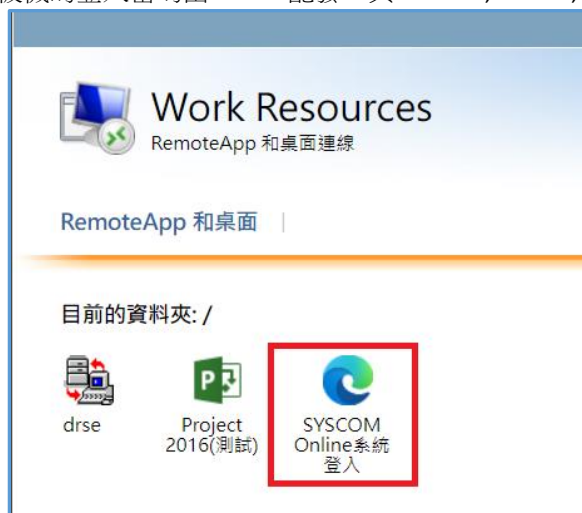 Work Resources
RemoteApp 和桌面連線
RemoteApp 和桌面
目前的資料夾: /
drse
Project
2016(測試)
SYSCOM
Online系統
登入